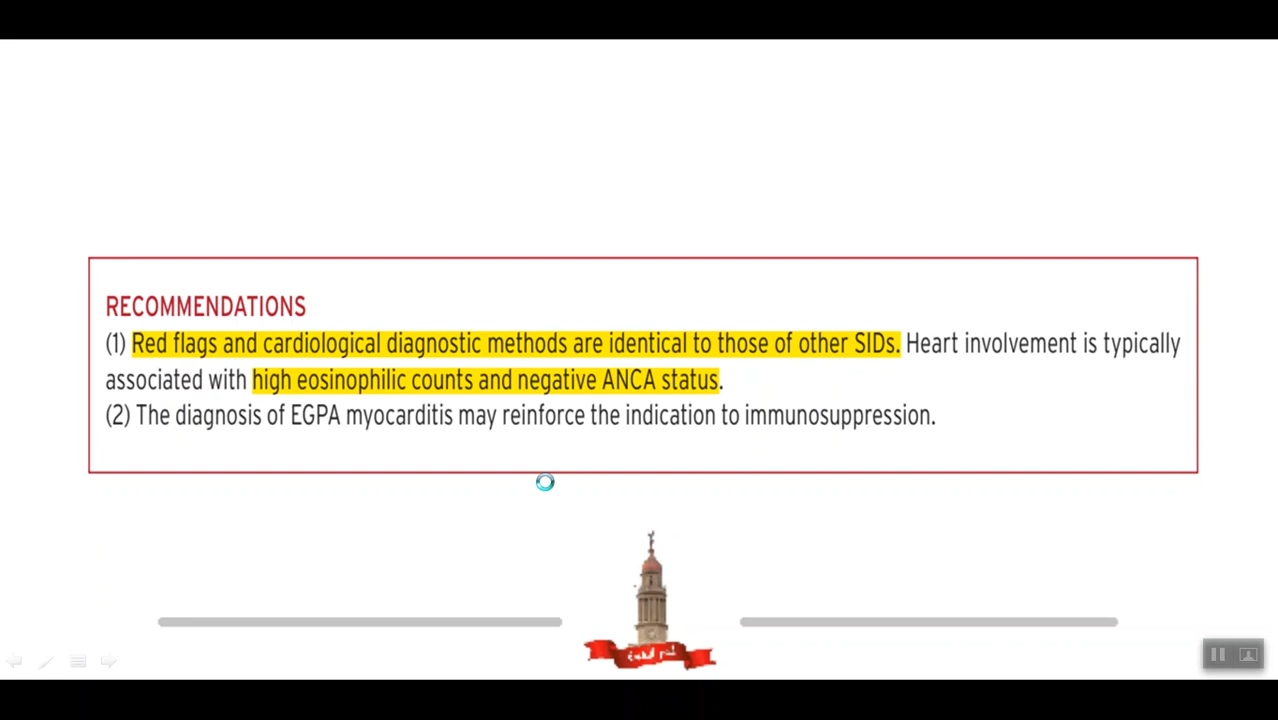 RECOMMENDATIONS
(1) Red flags and cardiological diagnostic methods are identical to those of other SIDs. Heart involvement is typically
associated with high eosinophilic counts and negative ANCA status.
(2) The diagnosis of EGPA myocarditis may reinforce the indication to immunosuppression.